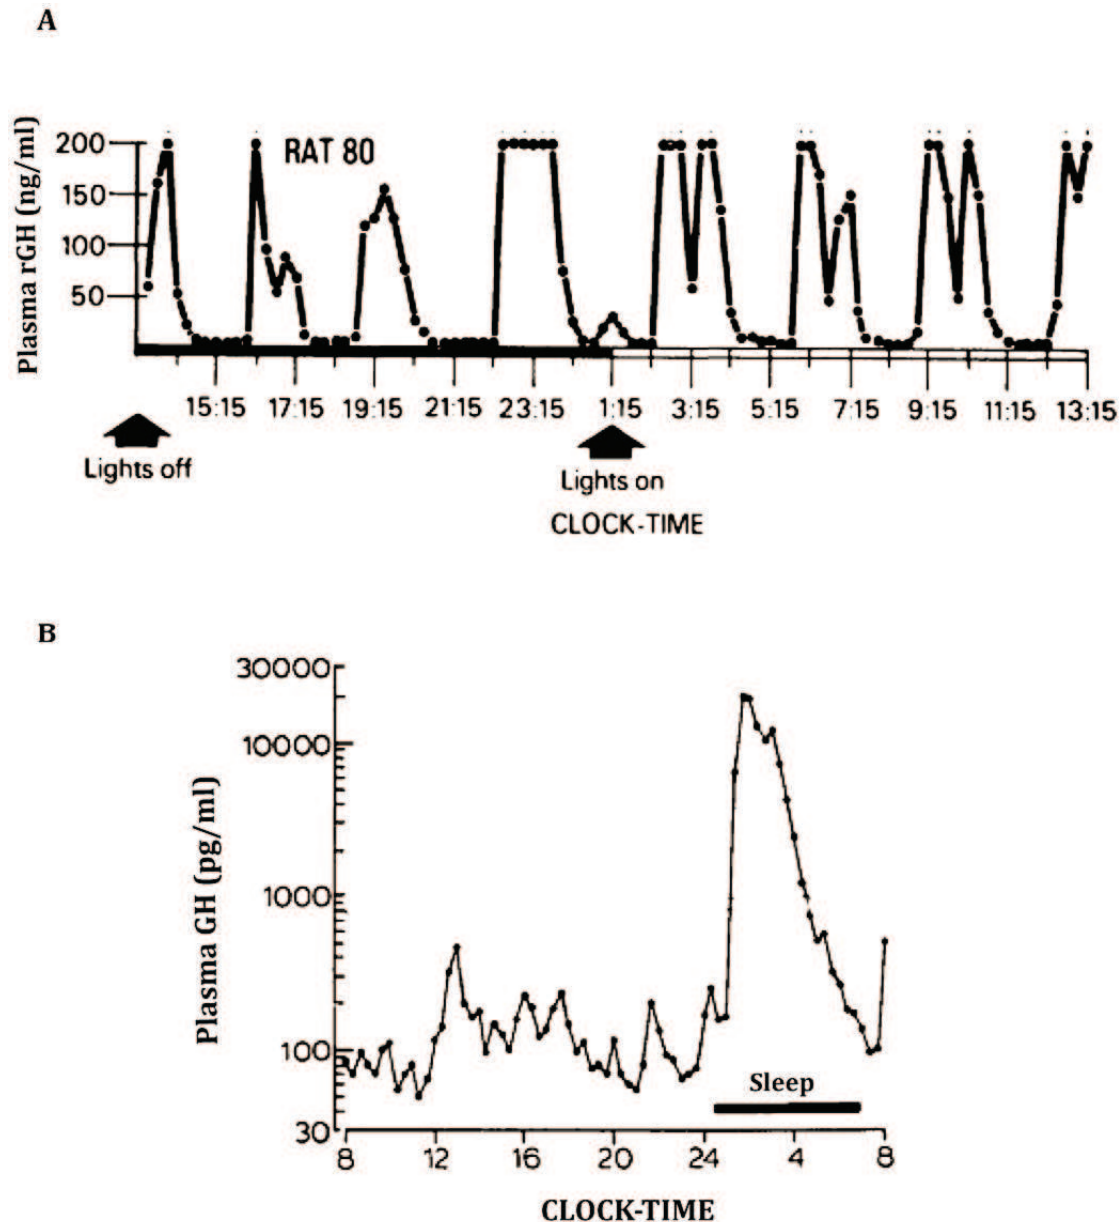 A
Plasma rGH (ng/ml)
200
150
100
50
RAT 80
15:15 17:15 19:15 21:15 23:15 1:15 3:15 5:15 7:15 9:15 11:15 13:15
Lights off
Lights on
CLOCK-TIME
B
Plasma GH (pg/ml)
30000
10000
1000
100
30
Sleep
8 12 16 20 24 4 8
CLOCK-TIME